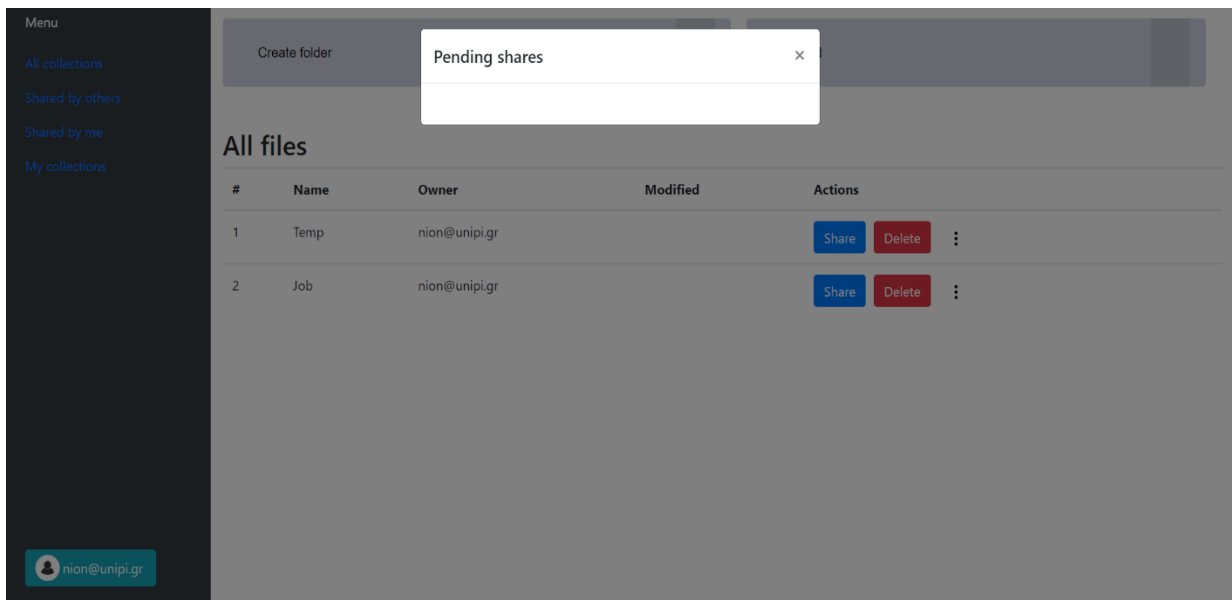 Menu
All collections
Shared by others
Shared by me
My collections
nion@unipi.gr
Create folder
Pending shares ×
All files
# Name Owner Modified Actions
1 Temp nion@unipi.gr Share Delete
2 Job nion@unipi.gr Share Delete